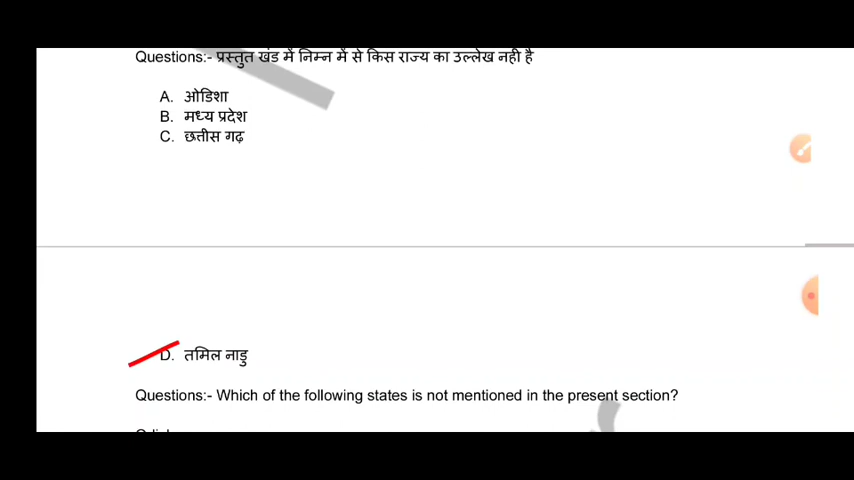 Questions:- प्रस्तुत खंड में निम्न में से किस राज्य का उल्लेख नही है
A. ओडिशा
B. मध्य प्रदेश
C. छत्तीस गढ़
D. तमिल नाडु
Questions:- Which of the following states is not mentioned in the present section?